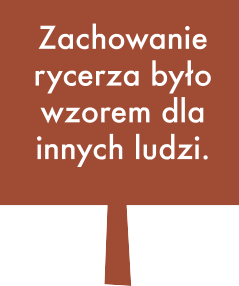 Zachowanie
rycerza było
wzorem dla
innych ludzi.